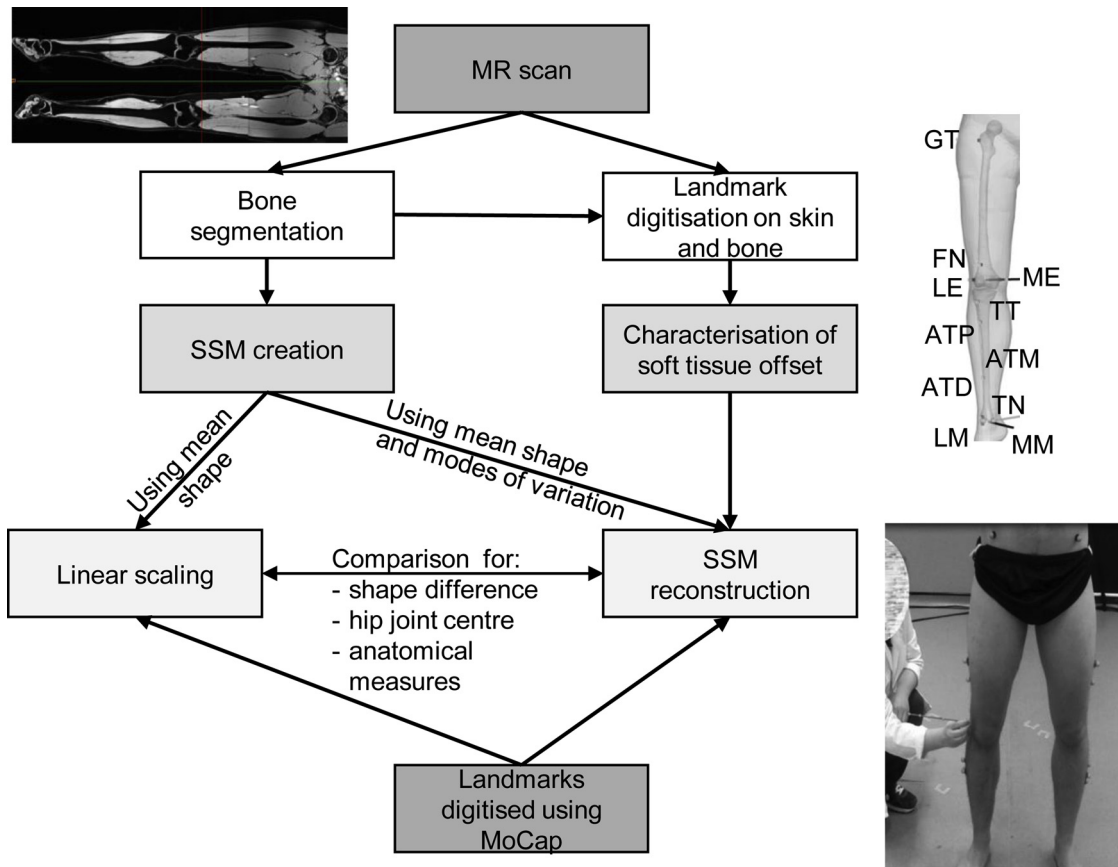 MR scan
Bone
segmentation
Landmark
digitisation on skin
and bone
SSM creation
Characterisation of
soft tissue offset
Using mean
shape
Using mean shape
and modes of variation
Linear scaling
Comparison for:
- shape difference
- hip joint centre
- anatomical
measures
SSM
reconstruction
Landmarks
digitised using
MoCap
GT
FN
ME
LE
TT
ATP
ATM
ATD
TN
LM
MM